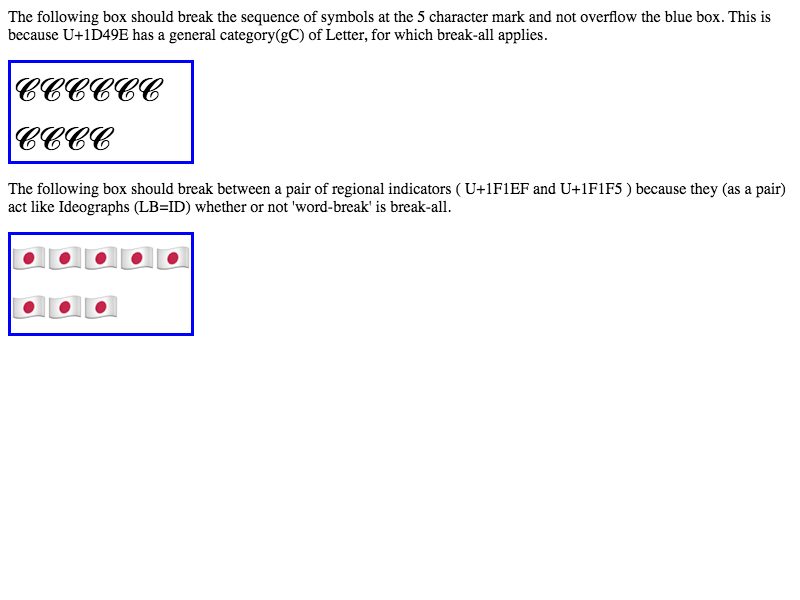 The following box should break the sequence of symbols at the 5 character mark and not overflow the blue box. This is
because U+1D49E has a general category(gC) of Letter, for which break-all applies.
𝒞𝒞𝒞𝒞𝒞𝒞
𝒞𝒞𝒞𝒞
The following box should break between a pair of regional indicators ( U+1F1EF and U+1F1F5 ) because they (as a pair)
act like Ideographs (LB=ID) whether or not 'word-break' is break-all.
🇯🇵🇯🇵🇯🇵🇯🇵🇯🇵
🇯🇵🇯🇵🇯🇵